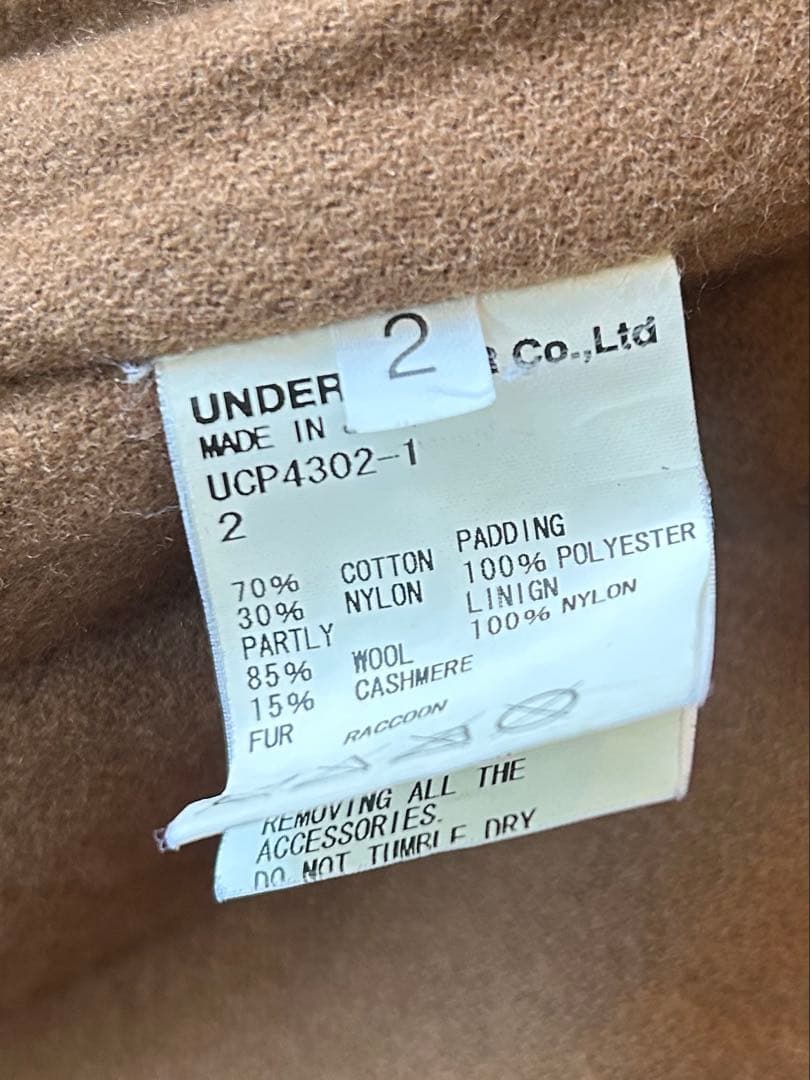 2
UNDER Co.,Ltd
MADE IN
UCP4302-1
2
70% COTTON
30% NYLON
PARTLY
85% WOOL
15% CASHMERE
FUR RACCOON
PADDING
100% POLYESTER
LINIGN
100% NYLON
REMOVING ALL THE
ACCESSORIES.
DO NOT TUMBLE DRY